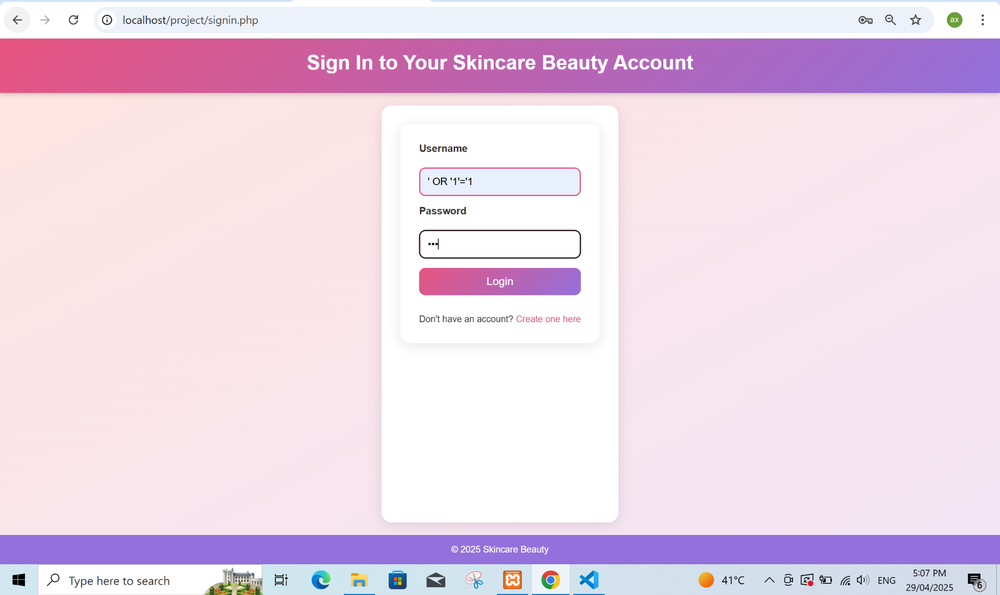 localhost/project/signin.php
ax
Sign In to Your Skincare Beauty Account
Username
' OR '1'='1
Password
Login
Don't have an account? Create one here
© 2025 Skincare Beauty
Type here to search
41°C
ENG
5:07 PM
29/04/2025
6